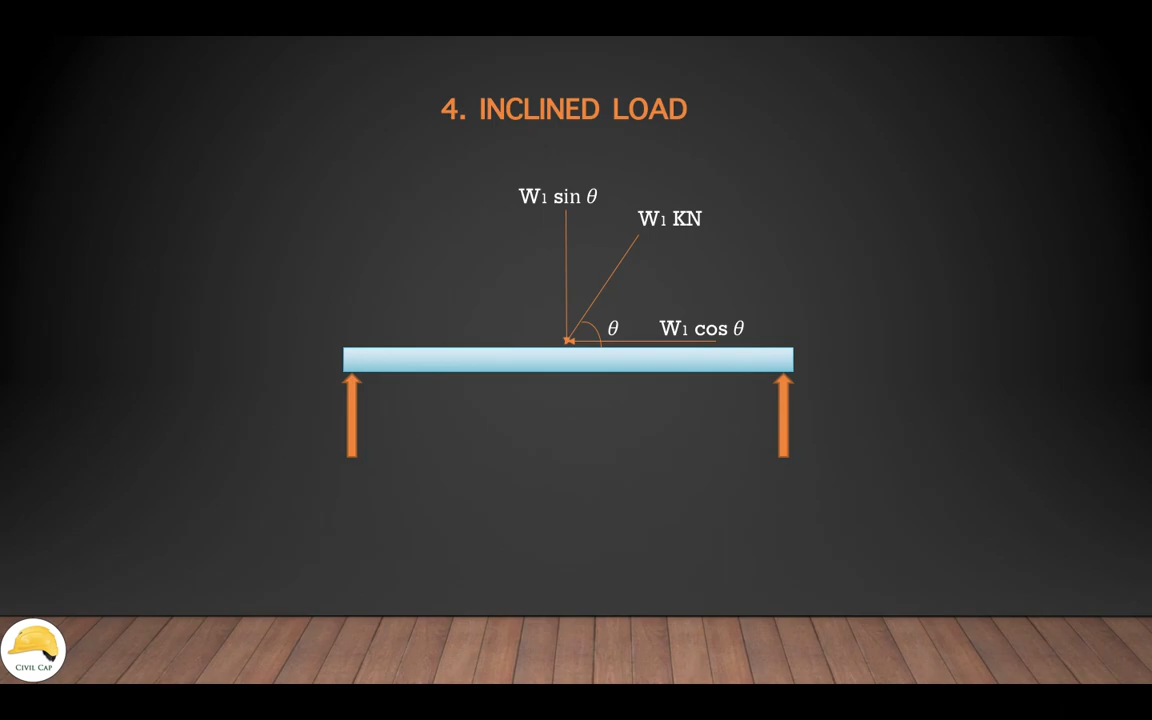 4. INCLINED LOAD
W1 sin θ
W1 KN
θ
W1 cos θ
CIVIL CAP